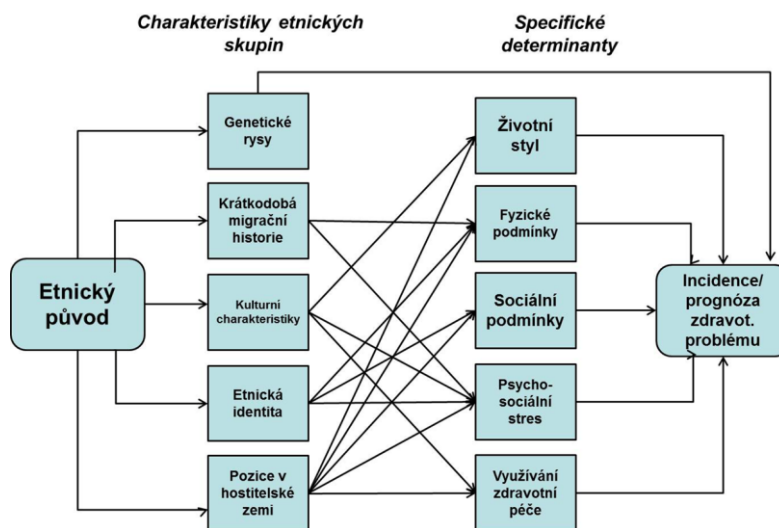 Charakteristiky etnických
skupin
Specifické
determinanty
Genetické
rysy
Krátkodobá
migrační
historie
Kulturní
charakteristiky
Etnická
identita
Pozice v
hostitelské
zemi
Etnický
původ
Životní
styl
Fyzické
podmínky
Sociální
podmínky
Psycho-
sociální
stres
Využívání
zdravotní
péče
Incidence/
prognóza
zdravot.
problému